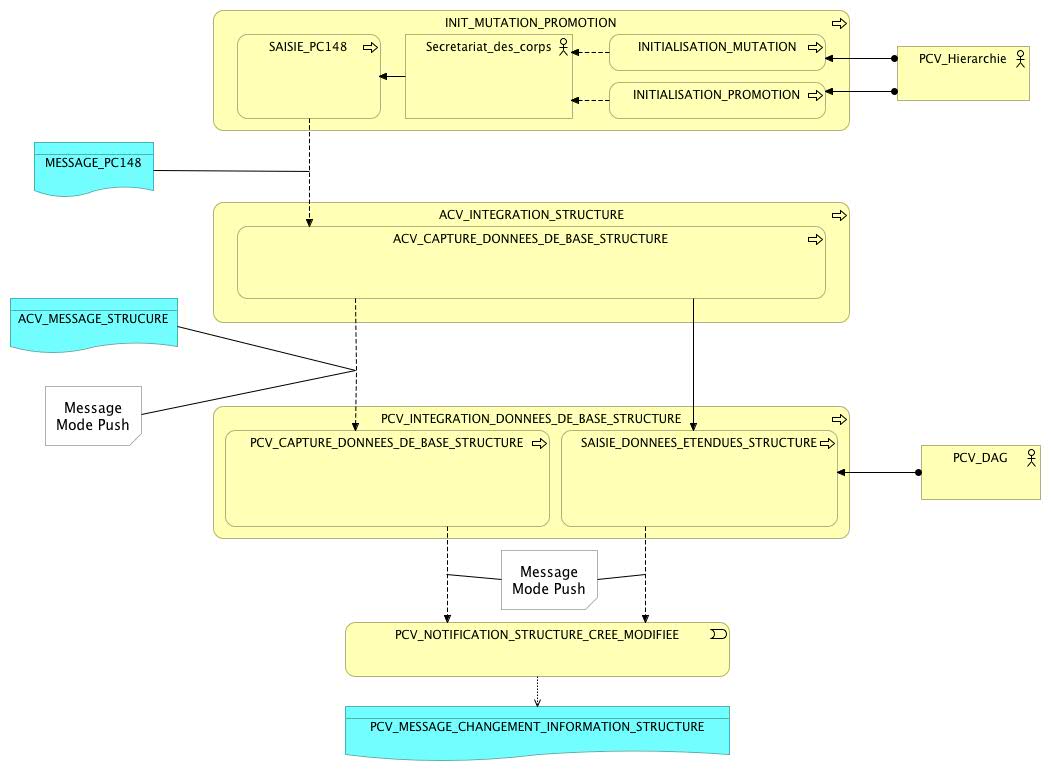 INIT_MUTATION_PROMOTION
SAISIE_PC148
Secretariat_des_corps
INITIALISATION_MUTATION
INITIALISATION_PROMOTION
PCV_Hierarchie
MESSAGE_PC148
ACV_INTEGRATION_STRUCTURE
ACV_CAPTURE_DONNEES_DE_BASE_STRUCTURE
ACV_MESSAGE_STRUCURE
Message
Mode Push
PCV_INTEGRATION_DONNEES_DE_BASE_STRUCTURE
PCV_CAPTURE_DONNEES_DE_BASE_STRUCTURE
SAISIE_DONNEES_ETENDUES_STRUCTURE
PCV_DAG
Message
Mode Push
PCV_NOTIFICATION_STRUCTURE_CREE_MODIFIEE
PCV_MESSAGE_CHANGEMENT_INFORMATION_STRUCTURE